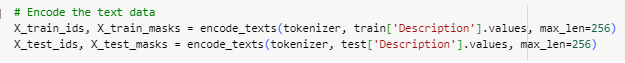 # Encode the text data
X_train_ids, X_train_masks = encode_texts(tokenizer, train['Description'].values, max_len=256)
X_test_ids, X_test_masks = encode_texts(tokenizer, test['Description'].values, max_len=256)